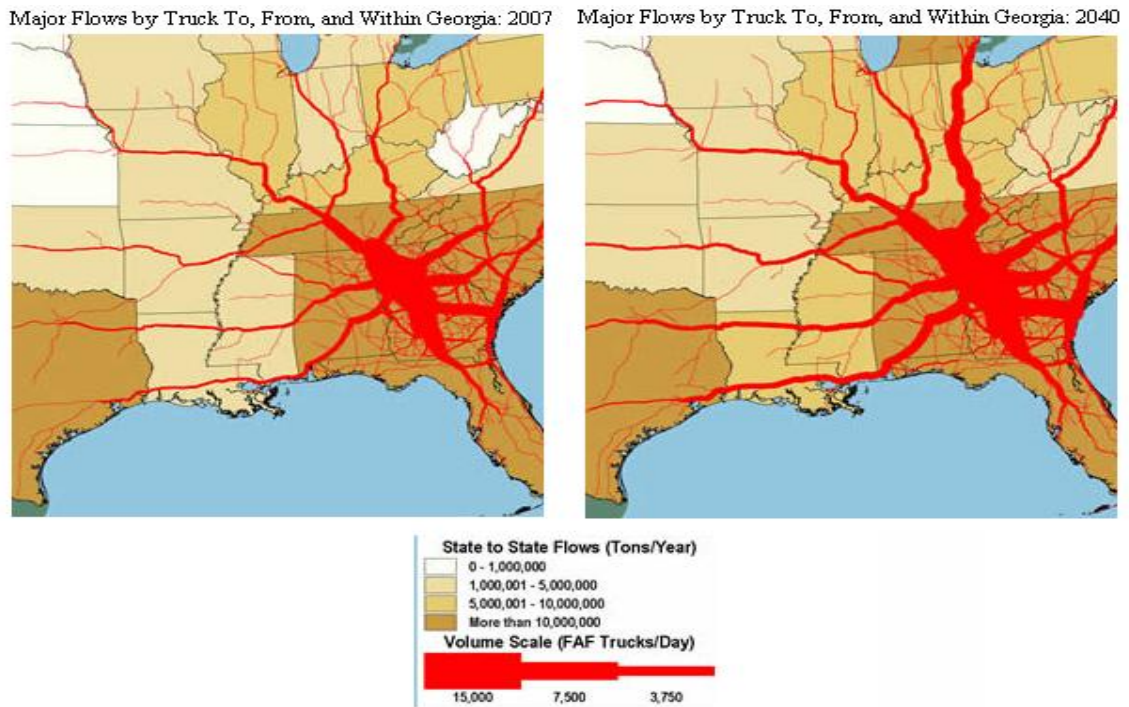 Major Flows by Truck To, From, and Within Georgia: 2007
Major Flows by Truck To, From, and Within Georgia: 2040
State to State Flows (Tons/Year)
0 - 1,000,000
1,000,001 - 5,000,000
5,000,001 - 10,000,000
More than 10,000,000
Volume Scale (FAF Trucks/Day)
15,000 7,500 3,750